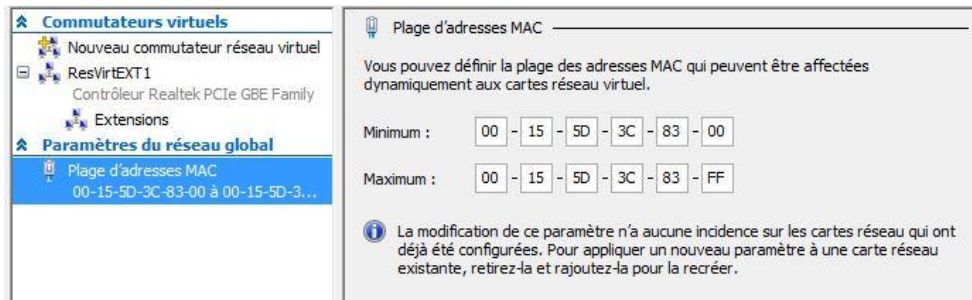 Commutateurs virtuels
Nouveau commutateur réseau virtuel
ResVirtEXT1
Contrôleur Realtek PCIe GBE Family
Extensions
Paramètres du réseau global
Plage d'adresses MAC
00-15-5D-3C-83-00 à 00-15-5D-3...
Plage d'adresses MAC
Vous pouvez définir la plage des adresses MAC qui peuvent être affectées
dynamiquement aux cartes réseau virtuel.
Minimum : 00 - 15 - 5D - 3C - 83 - 00
Maximum : 00 - 15 - 5D - 3C - 83 - FF
La modification de ce paramètre n'a aucune incidence sur les cartes réseau qui ont
déjà été configurées. Pour appliquer un nouveau paramètre à une carte réseau
existante, retirez-la et rajoutez-la pour la recréer.